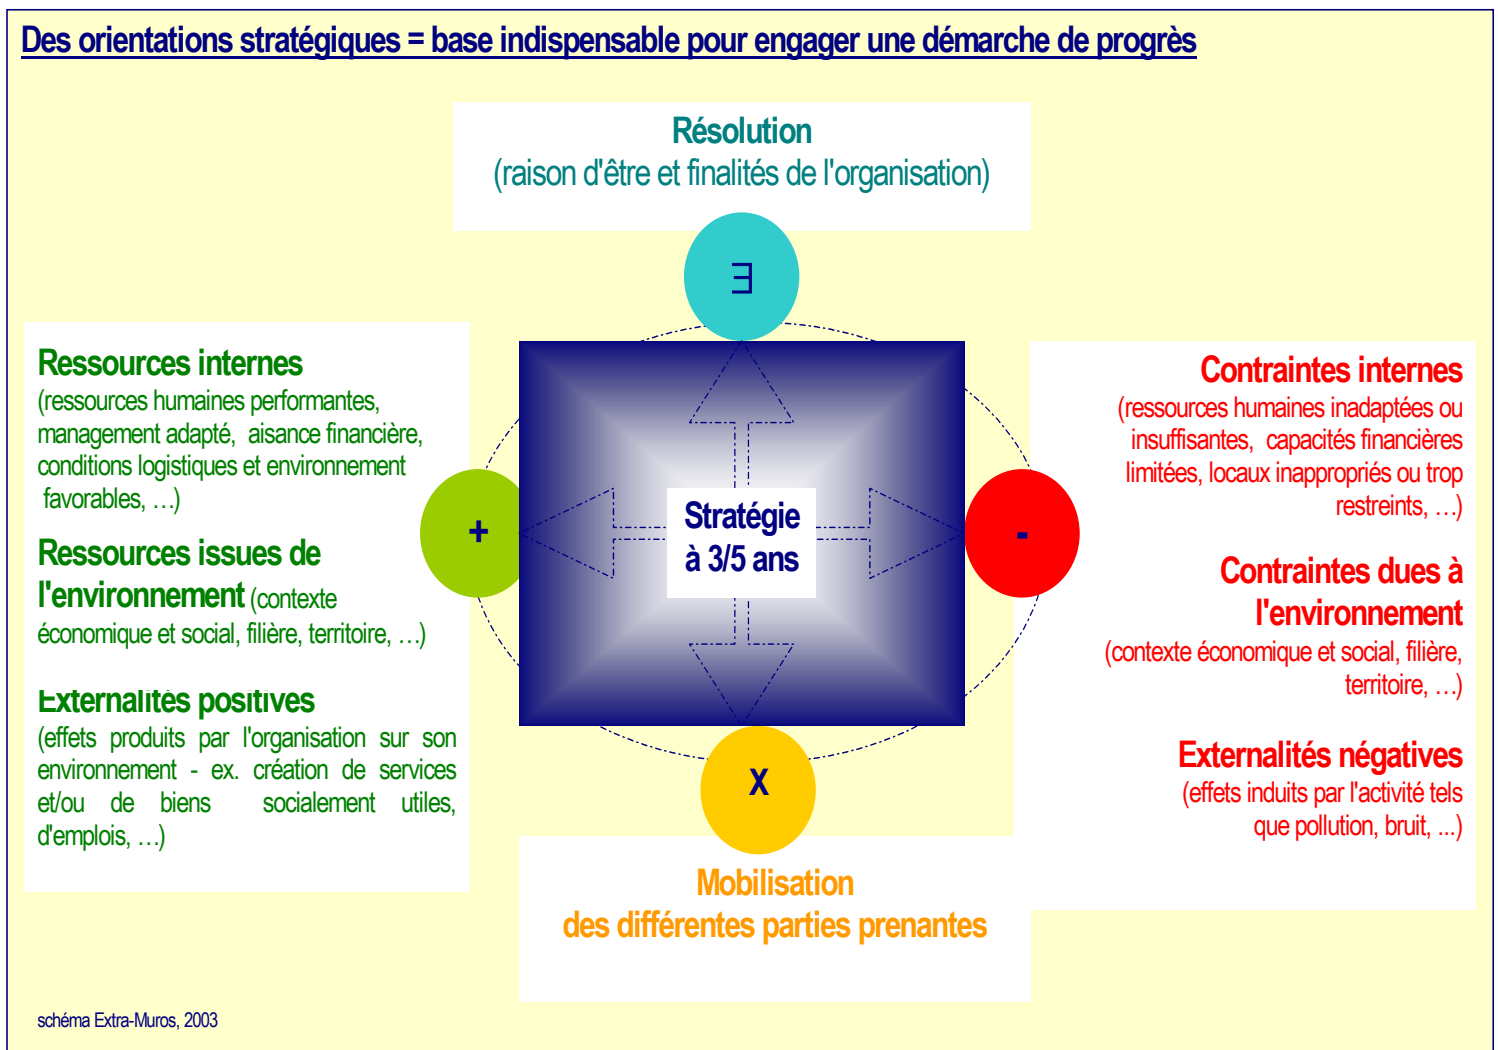 Des orientations stratégiques = base indispensable pour engager une démarche de progrès
Résolution
(raison d'être et finalités de l'organisation)
∃
Ressources internes
(ressources humaines performantes,
management adapté, aisance financière,
conditions logistiques et environnement
favorables, …)
Ressources issues de
l'environnement (contexte
économique et social, filière, territoire, …)
Externalités positives
(effets produits par l'organisation sur son
environnement - ex. création de services
et/ou de biens socialement utiles,
d'emplois, …)
+
Stratégie
à 3/5 ans
-
Contraintes internes
(ressources humaines inadaptées ou
insuffisantes, capacités financières
limitées, locaux inappropriés ou trop
restreints, …)
Contraintes dues à
l'environnement
(contexte économique et social, filière,
territoire, …)
Externalités négatives
(effets induits par l'activité tels
que pollution, bruit, ...)
X
Mobilisation
des différentes parties prenantes
schéma Extra-Muros, 2003